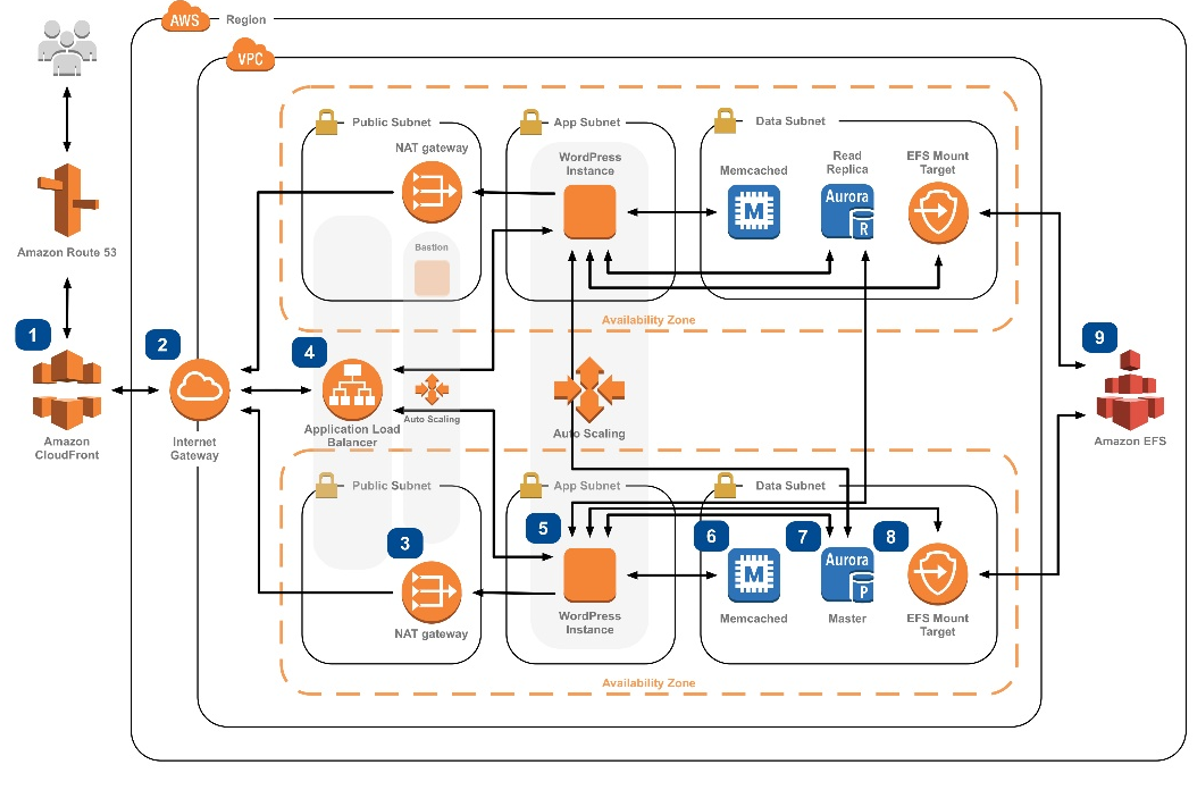 AWS
Region
VPC
Public Subnet
App Subnet
Data Subnet
NAT gateway
WordPress
Instance
Memcached
Read
Replica
EFS Mount
Target
M
Aurora
R
Amazon Route 53
Bastion
Availability Zone
1
2
4
9
Amazon
CloudFront
Internet
Gateway
Application Load
Balancer
Auto Scaling
Auto Scaling
Amazon EFS
Public Subnet
App Subnet
Data Subnet
3
5
6
7
8
M
Aurora
P
NAT gateway
WordPress
Instance
Memcached
Master
EFS Mount
Target
Availability Zone